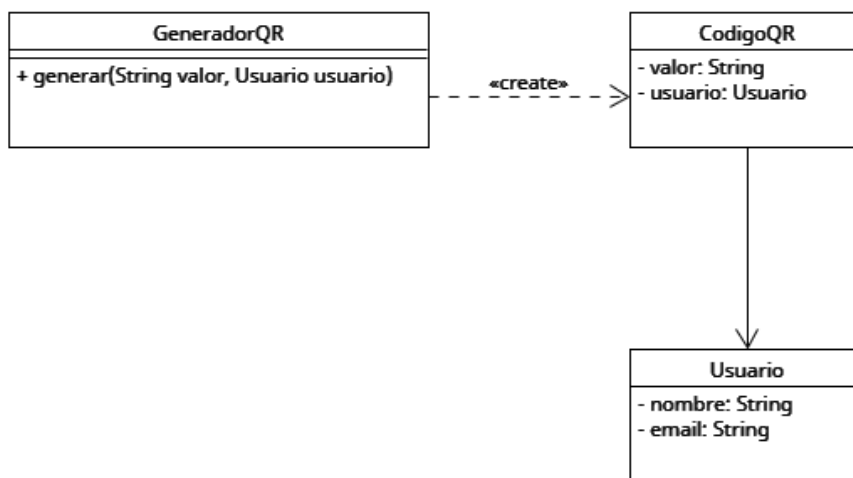 GeneradorQR
+ generar(String valor, Usuario usuario)
«create»
CodigoQR
- valor: String
- usuario: Usuario
Usuario
- nombre: String
- email: String